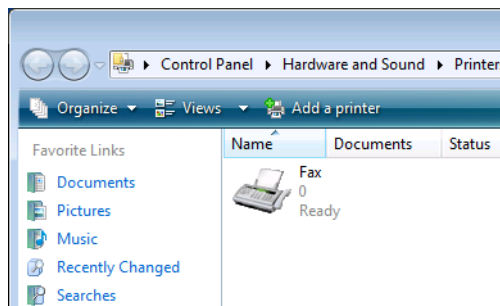 Control Panel Hardware and Sound Printer
Organize Views Add a printer
Favorite Links
Documents
Pictures
Music
Recently Changed
Searches
Name Documents Status
Fax
0
Ready